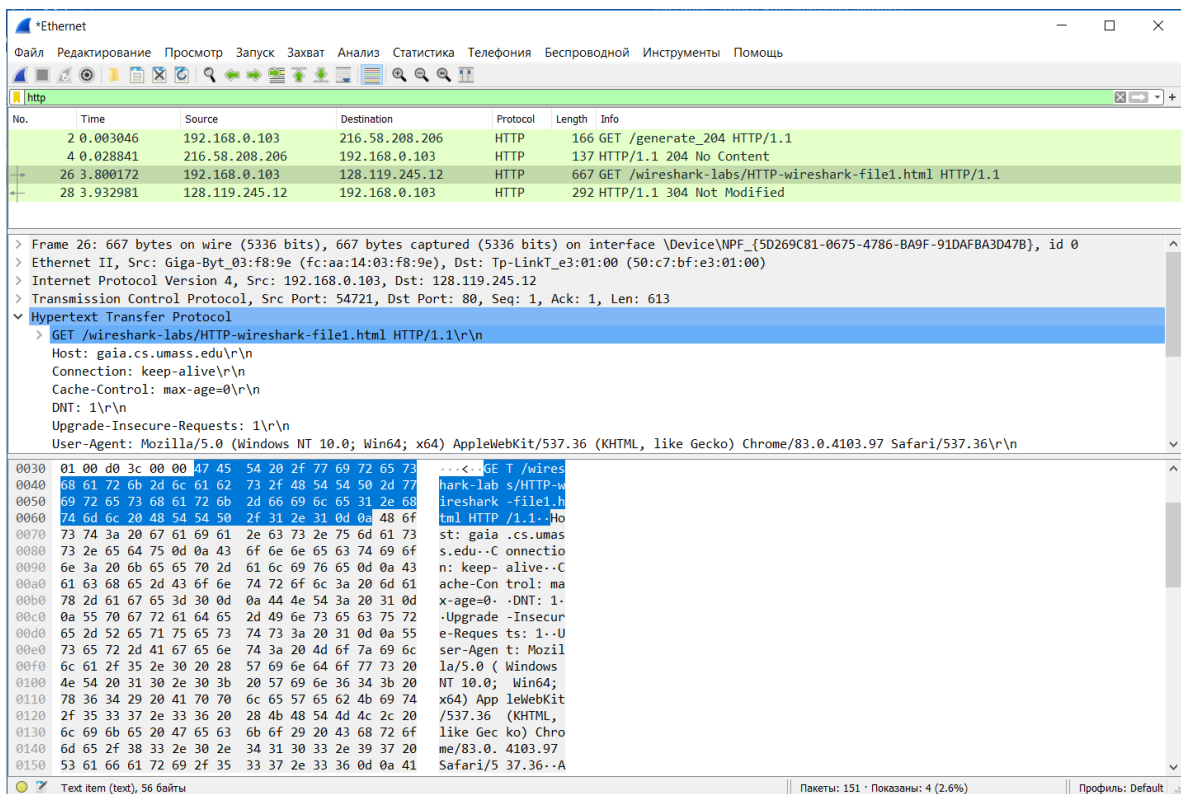 *Ethernet
Файл Редактирование Просмотр Запуск Захват Анализ Статистика Телефония Беспроводной Инструменты Помощь
http
No. Time Source Destination Protocol Length Info
2 0.003046 192.168.0.103 216.58.208.206 HTTP 166 GET /generate_204 HTTP/1.1
4 0.028841 216.58.208.206 192.168.0.103 HTTP 137 HTTP/1.1 204 No Content
26 3.800172 192.168.0.103 128.119.245.12 HTTP 667 GET /wireshark-labs/HTTP-wireshark-file1.html HTTP/1.1
28 3.932981 128.119.245.12 192.168.0.103 HTTP 292 HTTP/1.1 304 Not Modified
> Frame 26: 667 bytes on wire (5336 bits), 667 bytes captured (5336 bits) on interface \Device\NPF_{5D269C81-0675-4786-BA9F-91DAFBA3D47B}, id 0
> Ethernet II, Src: Giga-Byt_03:f8:9e (fc:aa:14:03:f8:9e), Dst: Tp-LinkT_e3:01:00 (50:c7:bf:e3:01:00)
> Internet Protocol Version 4, Src: 192.168.0.103, Dst: 128.119.245.12
> Transmission Control Protocol, Src Port: 54721, Dst Port: 80, Seq: 1, Ack: 1, Len: 613
Hypertext Transfer Protocol
> GET /wireshark-labs/HTTP-wireshark-file1.html HTTP/1.1\r\n
Host: gaia.cs.umass.edu\r\n
Connection: keep-alive\r\n
Cache-Control: max-age=0\r\n
DNT: 1\r\n
Upgrade-Insecure-Requests: 1\r\n
User-Agent: Mozilla/5.0 (Windows NT 10.0; Win64; x64) AppleWebKit/537.36 (KHTML, like Gecko) Chrome/83.0.4103.97 Safari/537.36\r\n
0030 01 00 d0 3c 00 00 47 45 54 20 2f 77 69 72 65 73 ···<··GE T /wires
0040 68 61 72 6b 2d 6c 61 62 73 2f 48 54 54 50 2d 77 hark-lab s/HTTP-w
0050 69 72 65 73 68 61 72 6b 2d 66 69 6c 65 31 2e 68 ireshark -file1.h
0060 74 6d 6c 20 48 54 54 50 2f 31 2e 31 0d 0a 48 6f tml HTTP /1.1··Ho
0070 73 74 3a 20 67 61 69 61 2e 63 73 2e 75 6d 61 73 st: gaia .cs.umas
0080 73 2e 65 64 75 0d 0a 43 6f 6e 6e 65 63 74 69 6f s.edu··C onnectio
0090 6e 3a 20 6b 65 65 70 2d 61 6c 69 76 65 0d 0a 43 n: keep- alive··C
00a0 61 63 68 65 2d 43 6f 6e 74 72 6f 6c 3a 20 6d 61 ache-Con trol: ma
00b0 78 2d 61 67 65 3d 30 0d 0a 44 4e 54 3a 20 31 0d x-age=0· ·DNT: 1·
00c0 0a 55 70 67 72 61 64 65 2d 49 6e 73 65 63 75 72 ·Upgrade -Insecur
00d0 65 2d 52 65 71 75 65 73 74 73 3a 20 31 0d 0a 55 e-Reques ts: 1··U
00e0 73 65 72 2d 41 67 65 6e 74 3a 20 4d 6f 7a 69 6c ser-Agen t: Mozil
00f0 6c 61 2f 35 2e 30 20 28 57 69 6e 64 6f 77 73 20 la/5.0 ( Windows
0100 4e 54 20 31 30 2e 30 3b 20 57 69 6e 36 34 3b 20 NT 10.0; Win64;
0110 78 36 34 29 20 41 70 70 6c 65 57 65 62 4b 69 74 x64) App leWebKit
0120 2f 35 33 37 2e 33 36 20 28 4b 48 54 4d 4c 2c 20 /537.36 (KHTML,
0130 6c 69 6b 65 20 47 65 63 6b 6f 29 20 43 68 72 6f like Gec ko) Chro
0140 6d 65 2f 38 33 2e 30 2e 34 31 30 33 2e 39 37 20 me/83.0. 4103.97
0150 53 61 66 61 72 69 2f 35 33 37 2e 33 36 0d 0a 41 Safari/5 37.36··A
Text item (text), 56 байты Пакеты: 151 · Показаны: 4 (2.6%) Профиль: Default